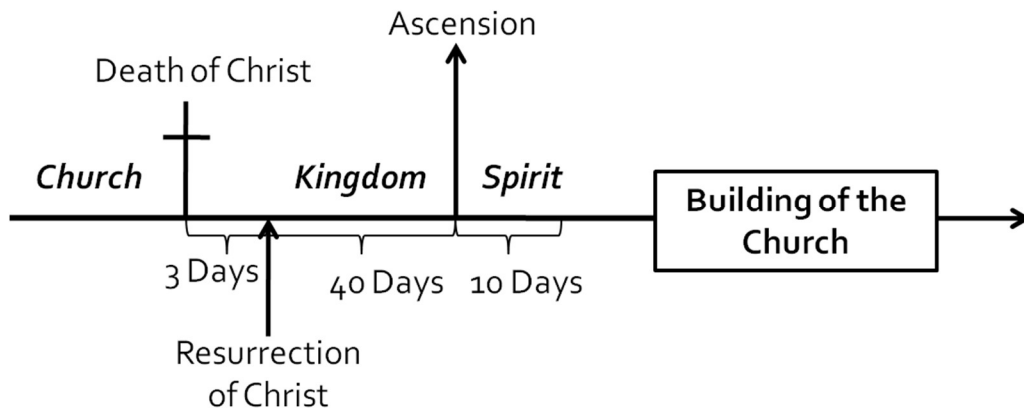 Ascension
Death of Christ
Church
Kingdom
Spirit
Building of the
Church
3 Days
40 Days
10 Days
Resurrection
of Christ